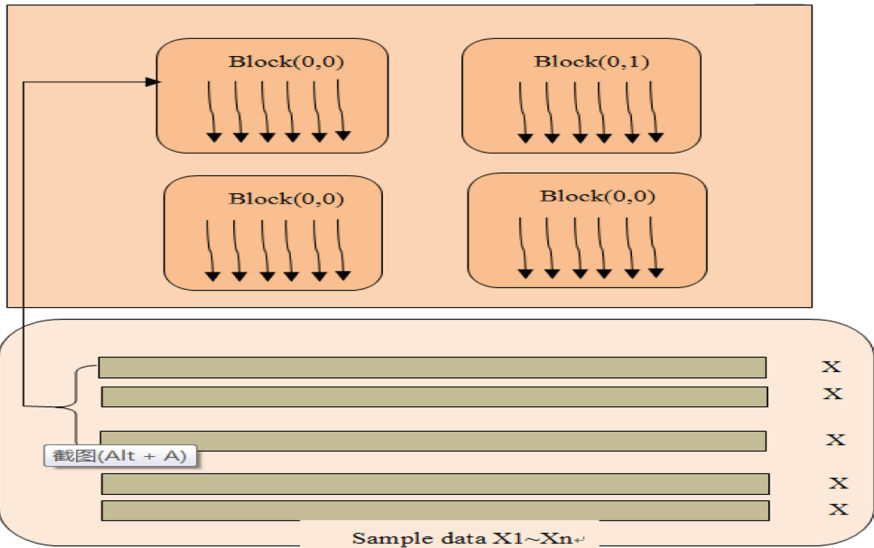 Block(0,0)
Block(0,1)
Block(0,0)
Block(0,0)
X
X
X
截图(Alt + A)
X
X
Sample data X1~Xn↵